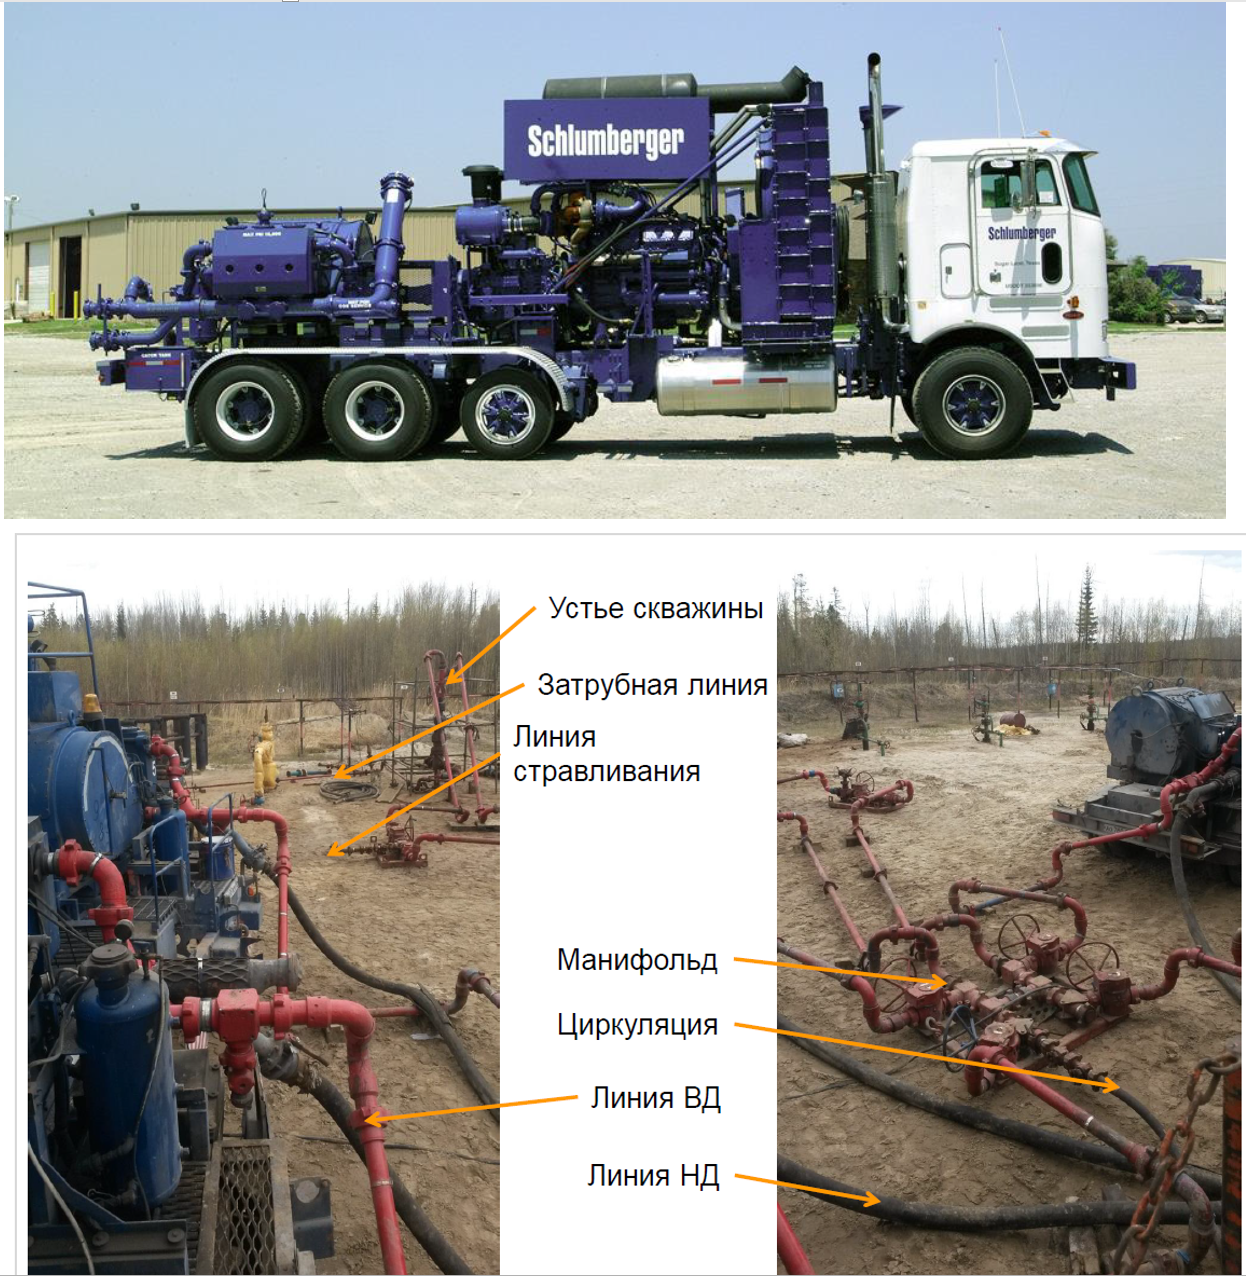 Schlumberger
Schlumberger
Устье скважины
Затрубная линия
Линия
стравливания
Манифольд
Циркуляция
Линия ВД
Линия НД